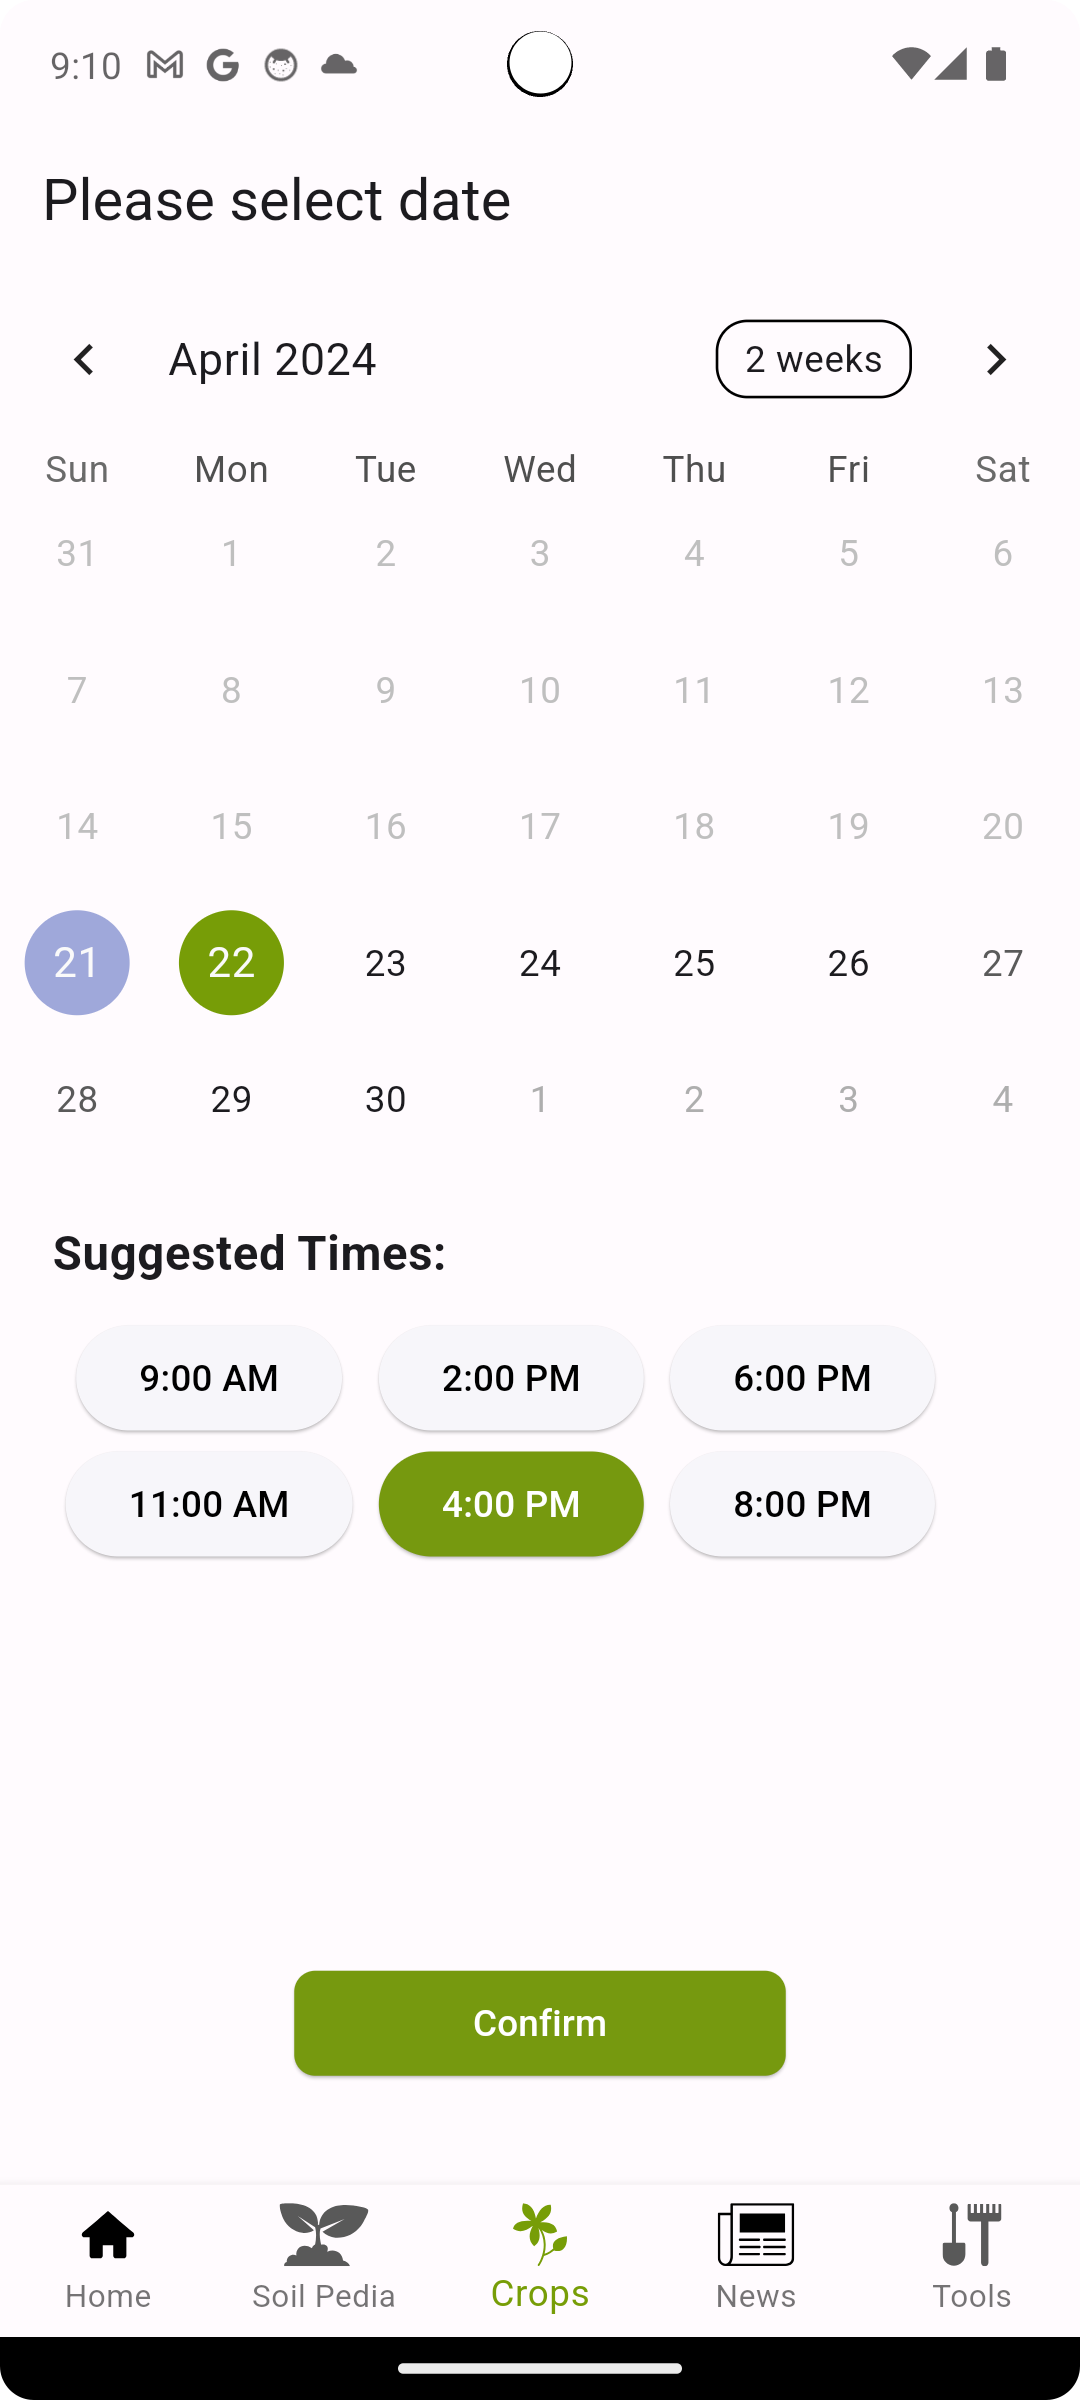 9:10
Please select date
April 2024 2 weeks
Sun Mon Tue Wed Thu Fri Sat
31 1 2 3 4 5 6
7 8 9 10 11 12 13
14 15 16 17 18 19 20
21 22 23 24 25 26 27
28 29 30 1 2 3 4
Suggested Times:
9:00 AM 2:00 PM 6:00 PM
11:00 AM 4:00 PM 8:00 PM
Confirm
Home Soil Pedia Crops News Tools